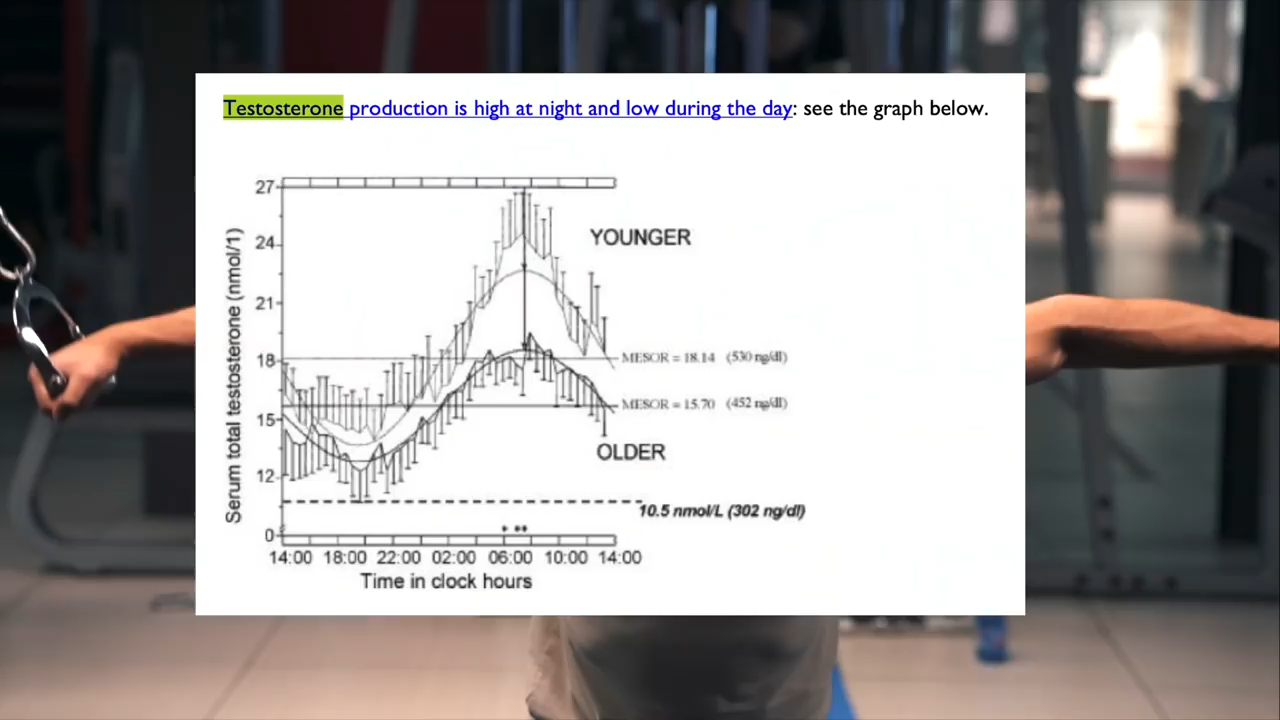 Testosterone production is high at night and low during the day: see the graph below.
27
24
21
18
15
12
0
Serum total testosterone (nmol/1)
YOUNGER
MESOR = 18.14 (530 ng/dl)
MESOR = 15.70 (452 ng/dl)
OLDER
10.5 nmol/L (302 ng/dl)
14:00 18:00 22:00 02:00 06:00 10:00 14:00
Time in clock hours